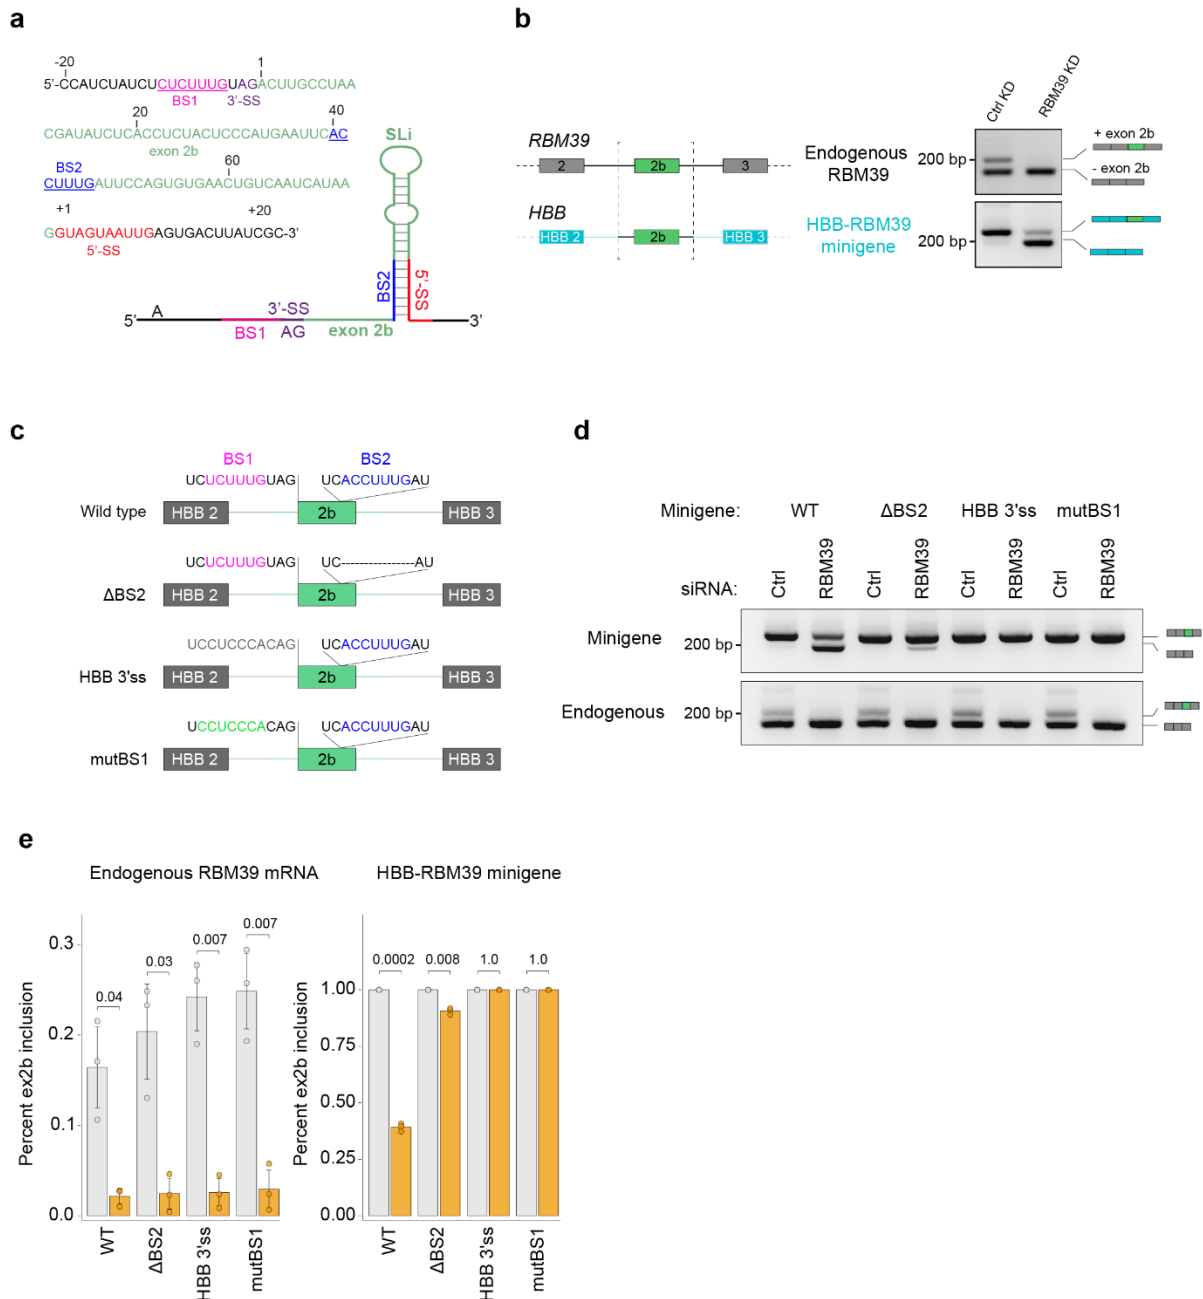 a
-20
1
5'-CCAUCUAUCUCUCUUUGUAGACUUGCCUAA
BS1
3'-SS
20
40
CGAUAUCUCACCUCUACUCCCAUGAAUUCAC
exon 2b
BS2
60
CUUUGAUUCCAGUGUGAACUGUCAAUCAUAA
+1
+20
GGUAGUAAUUGAGUGACUUAUCGC-3'
5'-SS
SLi
BS2
5'-SS
5'
A
3'-SS
3'
BS1
AG
exon 2b
b
Ctrl KD
RBM39 KD
RBM39
2
2b
3
Endogenous
RBM39
200 bp
+ exon 2b
- exon 2b
HBB
HBB 2
2b
HBB 3
HBB-RBM39
minigene
200 bp
c
BS1
BS2
UCUCUUUGUAG
UCACCUUUGAU
Wild type
HBB 2
2b
HBB 3
UCUCUUUGUAG
UC--------------AU
ΔBS2
HBB 2
2b
HBB 3
UCCUCCCACAG
UCACCUUUGAU
HBB 3'ss
HBB 2
2b
HBB 3
UCCUCCCACAG
UCACCUUUGAU
mutBS1
HBB 2
2b
HBB 3
d
Minigene:
WT
ΔBS2
HBB 3'ss
mutBS1
siRNA:
Ctrl
RBM39
Ctrl
RBM39
Ctrl
RBM39
Ctrl
RBM39
Minigene
200 bp
Endogenous
200 bp
e
Endogenous RBM39 mRNA
Percent ex2b inclusion
0.3
0.2
0.1
0.0
0.04
0.03
0.007
0.007
WT
ΔBS2
HBB 3'ss
mutBS1
HBB-RBM39 minigene
Percent ex2b inclusion
1.00
0.75
0.50
0.25
0.00
0.0002
0.008
1.0
1.0
WT
ΔBS2
HBB 3'ss
mutBS1